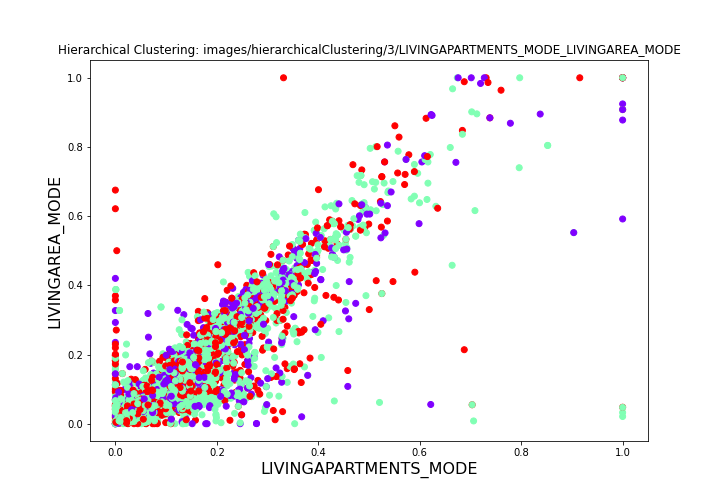 Hierarchical Clustering: images/hierarchicalClustering/3/LIVINGAPARTMENTS_MODE_LIVINGAREA_MODE
1.0
0.8
0.6
0.4
0.2
0.0
LIVINGAREA_MODE
0.0 0.2 0.4 0.6 0.8 1.0
LIVINGAPARTMENTS_MODE